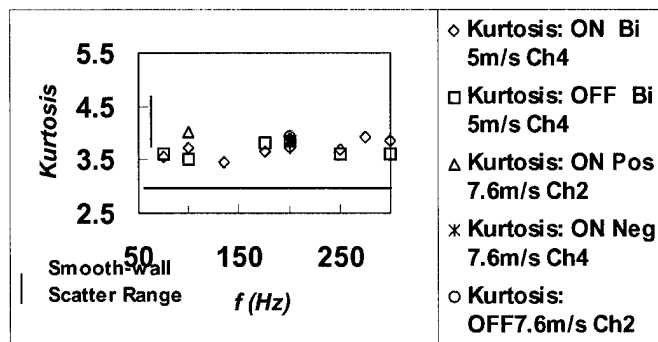 5.5
4.5
3.5
2.5
50 150 250
Kurtosis
f (Hz)
Smooth-wall
Scatter Range
Kurtosis: ON Bi
5m/s Ch4
Kurtosis: OFF Bi
5m/s Ch4
Kurtosis: ON Pos
7.6m/s Ch2
Kurtosis: ON Neg
7.6m/s Ch4
Kurtosis:
OFF7.6m/s Ch2